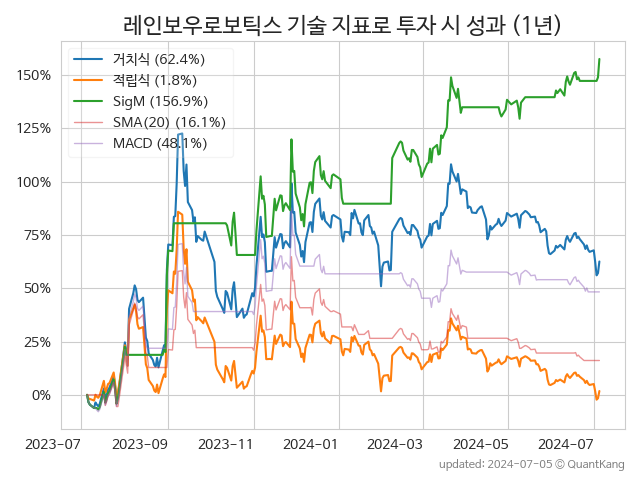 레인보우로보틱스 기술 지표로 투자 시 성과 (1년)
거치식 (62.4%)
적립식 (1.8%)
SigM (156.9%)
SMA(20) (16.1%)
MACD (48.1%)
150%
125%
100%
75%
50%
25%
0%
2023-07 2023-09 2023-11 2024-01 2024-03 2024-05 2024-07
updated: 2024-07-05 © QuantKang